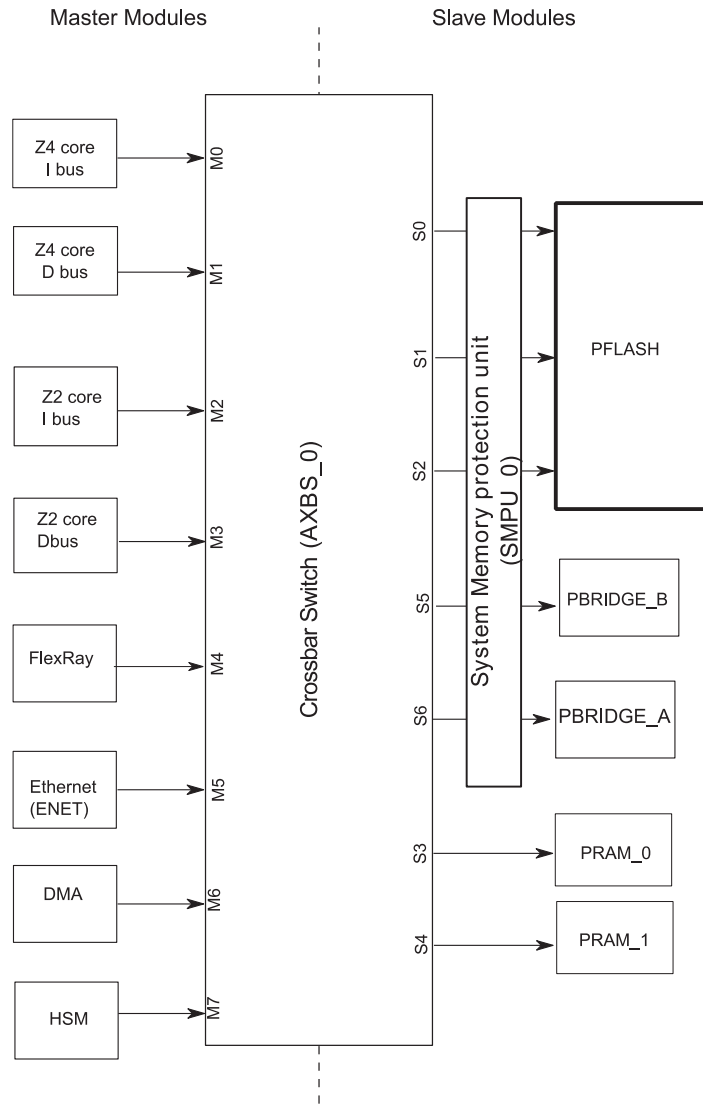 Master Modules
Slave Modules
Z4 core
I bus
M0
Z4 core
D bus
M1
Z2 core
I bus
M2
Z2 core
Dbus
M3
FlexRay
M4
Ethernet
(ENET)
M5
DMA
M6
HSM
M7
Crossbar Switch (AXBS_0)
S0
S1
S2
S5
S6
S3
S4
System Memory protection unit
(SMPU_0)
PFLASH
PBRIDGE_B
PBRIDGE_A
PRAM_0
PRAM_1